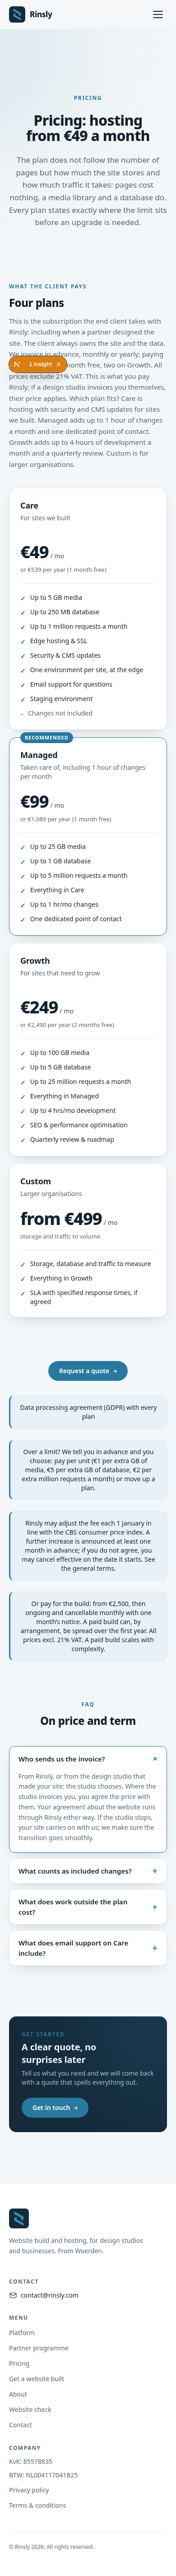 Rinsly
PRICING
Pricing: hosting
from €49 a month
The plan does not follow the number of
pages but how much the site stores and
how much traffic it takes: pages cost
nothing, a media library and a database do.
Every plan states exactly where the limit sits
before an upgrade is needed.
WHAT THE CLIENT PAYS
Four plans
This is the subscription the end client takes with
Rinsly: including when a partner designed the
site. The client always owns the site and the data.
We invoice in advance, monthly or yearly; paying
month free, two on Growth. All
1 Insight
prices exclude 21% VAT. This is what you pay
Rinsly; if a design studio invoices you themselves,
their price applies. Which plan fits? Care is
hosting with security and CMS updates for sites
we built. Managed adds up to 1 hour of changes
a month and one dedicated point of contact.
Growth adds up to 4 hours of development a
month and a quarterly review. Custom is for
larger organisations.
Care
For sites we built
€49 / mo
or €539 per year (1 month free)
✓ Up to 5 GB media
✓ Up to 250 MB database
✓ Up to 1 million requests a month
✓ Edge hosting & SSL
✓ Security & CMS updates
✓ One environment per site, at the edge
✓ Email support for questions
✓ Staging environment
– Changes not included
RECOMMENDED
Managed
Taken care of, including 1 hour of changes
per month
€99 / mo
or €1,089 per year (1 month free)
✓ Up to 25 GB media
✓ Up to 1 GB database
✓ Up to 5 million requests a month
✓ Everything in Care
✓ Up to 1 hr/mo changes
✓ One dedicated point of contact
Growth
For sites that need to grow
€249 / mo
or €2,490 per year (2 months free)
✓ Up to 100 GB media
✓ Up to 5 GB database
✓ Up to 25 million requests a month
✓ Everything in Managed
✓ Up to 4 hrs/mo development
✓ SEO & performance optimisation
✓ Quarterly review & roadmap
Custom
Larger organisations
from €499 / mo
storage and traffic to volume
✓ Storage, database and traffic to measure
✓ Everything in Growth
✓ SLA with specified response times, if
agreed
Request a quote →
Data processing agreement (GDPR) with every
plan
Over a limit? We tell you in advance and you
choose: pay per unit (€1 per extra GB of
media, €5 per extra GB of database, €2 per
extra million requests a month) or move up a
plan.
Rinsly may adjust the fee each 1 January in
line with the CBS consumer price index. A
further increase is announced at least one
month in advance; if you do not agree, you
may cancel effective on the date it starts. See
the general terms.
Or pay for the build: from €2,500, then
ongoing and cancellable monthly with one
month's notice. A paid build can, by
arrangement, be spread over the first year. All
prices excl. 21% VAT. A paid build scales with
complexity.
FAQ
On price and term
Who sends us the invoice?
From Rinsly, or from the design studio that
made your site: the studio chooses. Where the
studio invoices you, you agree the price with
them. Your agreement about the website runs
through Rinsly either way. If the studio stops,
your site carries on with us; we make sure the
transition goes smoothly.
What counts as included changes?
What does work outside the plan
cost?
What does email support on Care
include?
GET STARTED
A clear quote, no
surprises later
Tell us what you need and we will come back
with a quote that spells everything out.
Get in touch →
Website build and hosting, for design studios
and businesses. From Woerden.
CONTACT
contact@rinsly.com
MENU
Platform
Partner programme
Pricing
Get a website built
About
Website check
Contact
COMPANY
KvK: 85578835
BTW: NL004117041B25
Privacy policy
Terms & conditions
© Rinsly 2026: All rights reserved.